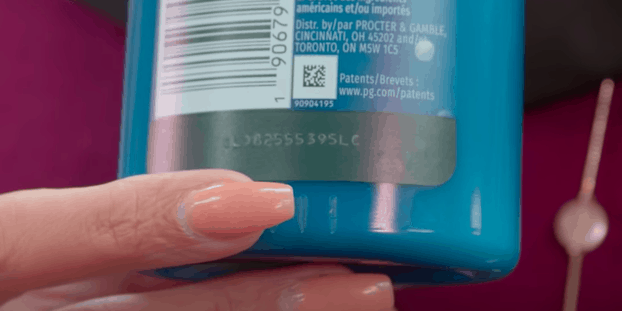 américains et/ou importés
Distr. by/par PROCTER & GAMBLE,
CINCINNATI, OH 45202 and/
TORONTO, ON M5W 1C5
Patents/Brevets :
www.pg.com/patents
1 90679
90904195